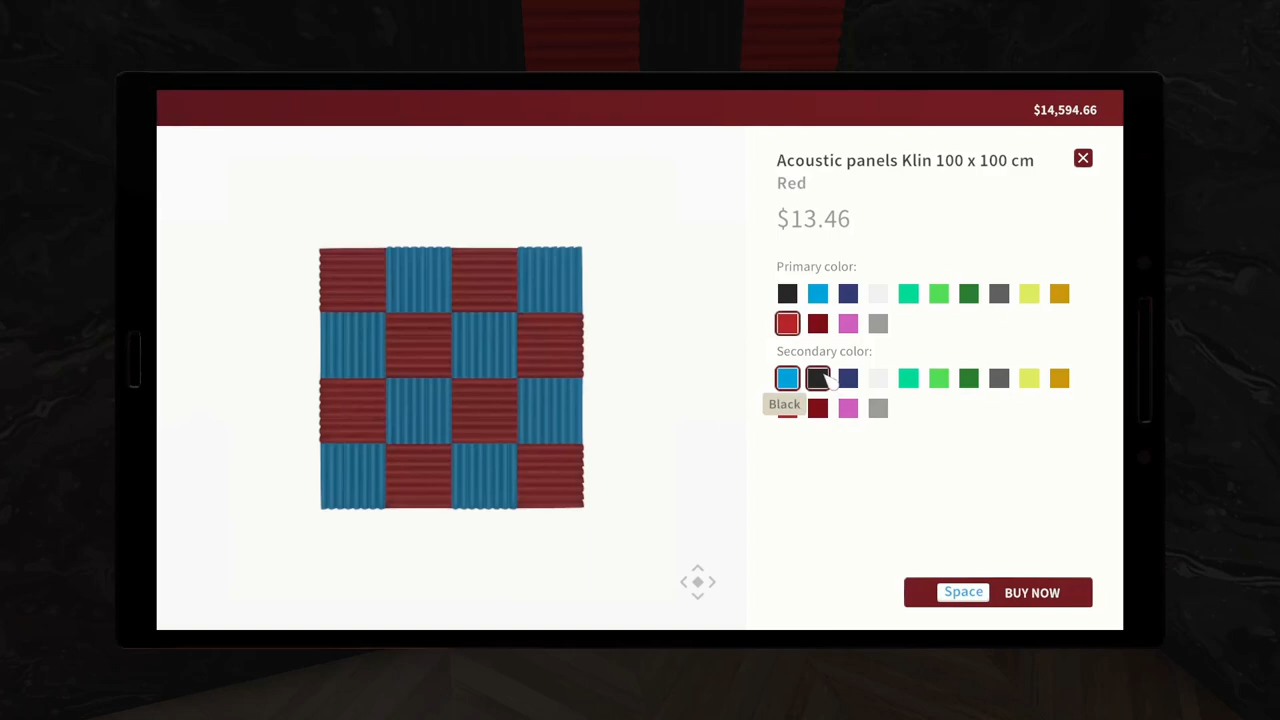 $14,594.66
Acoustic panels Klin 100 x 100 cm
Red
$13.46
Primary color:
Secondary color:
Black
Space BUY NOW